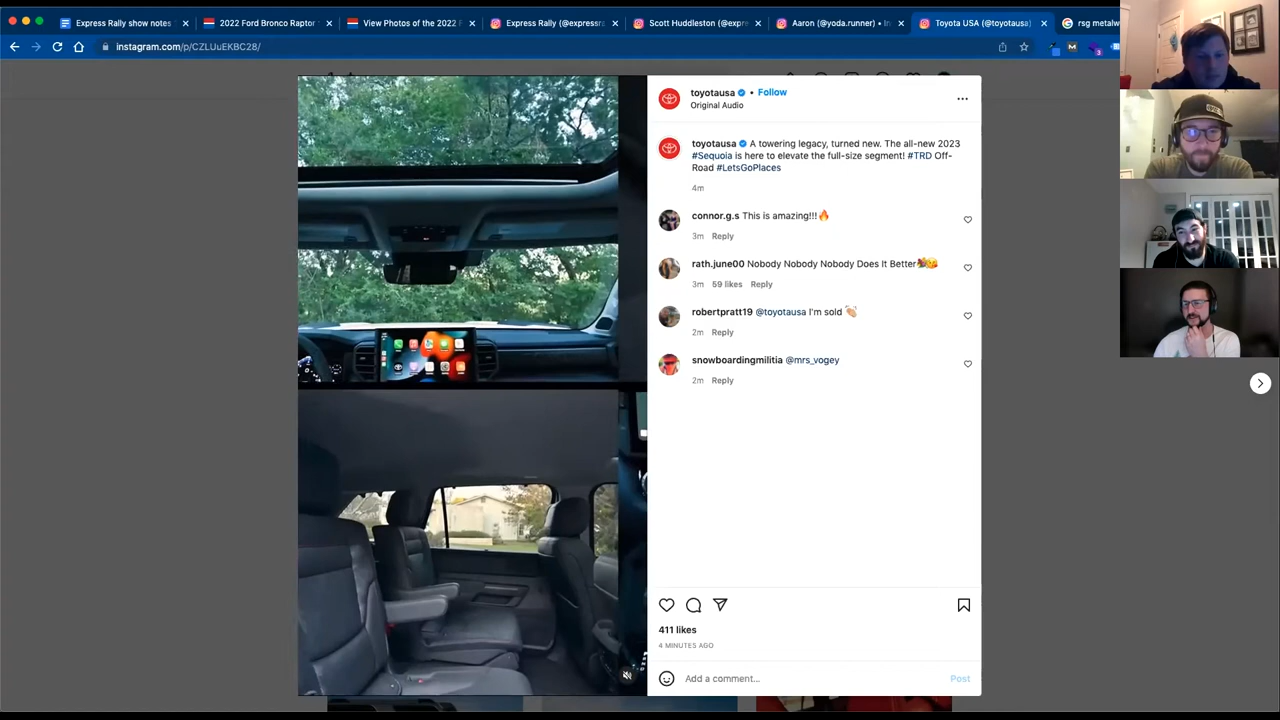 Express Rally show notes
2022 Ford Bronco Raptor
View Photos of the 2022 F
Express Rally (@expressr
Scott Huddleston (@expre
Aaron (@yoda.runner) • In
Toyota USA (@toyotausa)
rsg metalw
instagram.com/p/CZLUuEKBC28/
toyotausa • Follow
Original Audio
toyotausa A towering legacy, turned new. The all-new 2023
#Sequoia is here to elevate the full-size segment! #TRD Off-
Road #LetsGoPlaces
4m
connor.g.s This is amazing!!!🔥
3m Reply
rath.june00 Nobody Nobody Nobody Does It Better
3m 59 likes Reply
robertpratt19 @toyotausa I'm sold 👏🏼
2m Reply
snowboardingmilitia @mrs_vogey
2m Reply
411 likes
4 MINUTES AGO
Add a comment...
Post